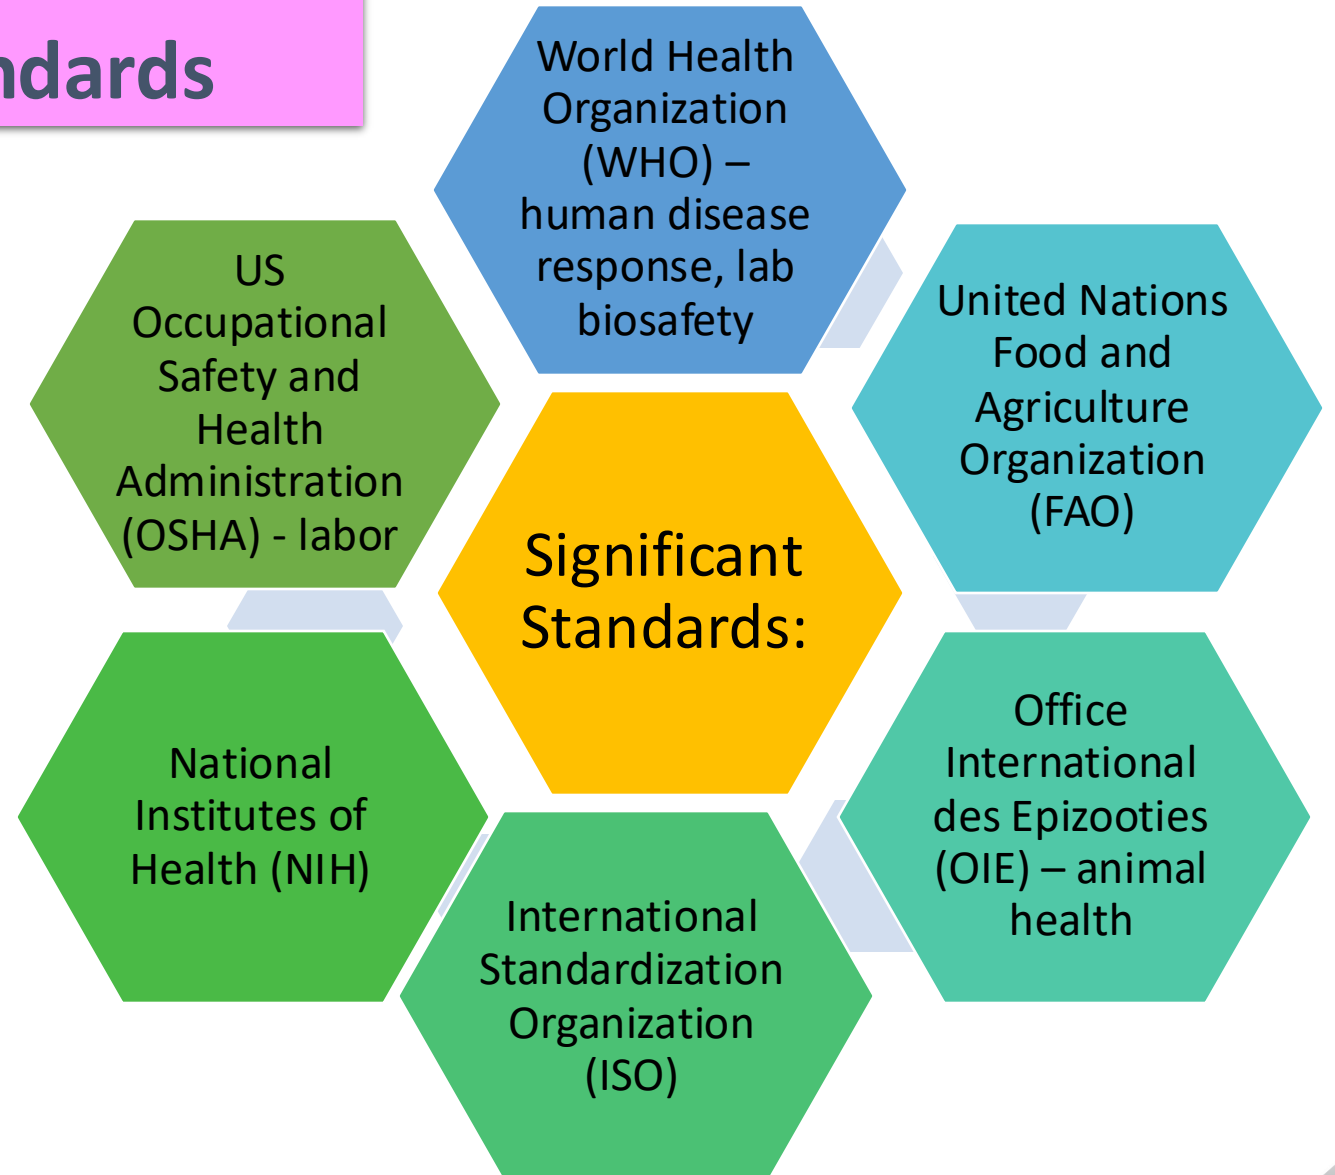 ndards
World Health
Organization
(WHO) –
human disease
response, lab
biosafety
United Nations
Food and
Agriculture
Organization
(FAO)
Office
International
des Epizooties
(OIE) – animal
health
International
Standardization
Organization
(ISO)
National
Institutes of
Health (NIH)
US
Occupational
Safety and
Health
Administration
(OSHA) - labor
Significant
Standards: